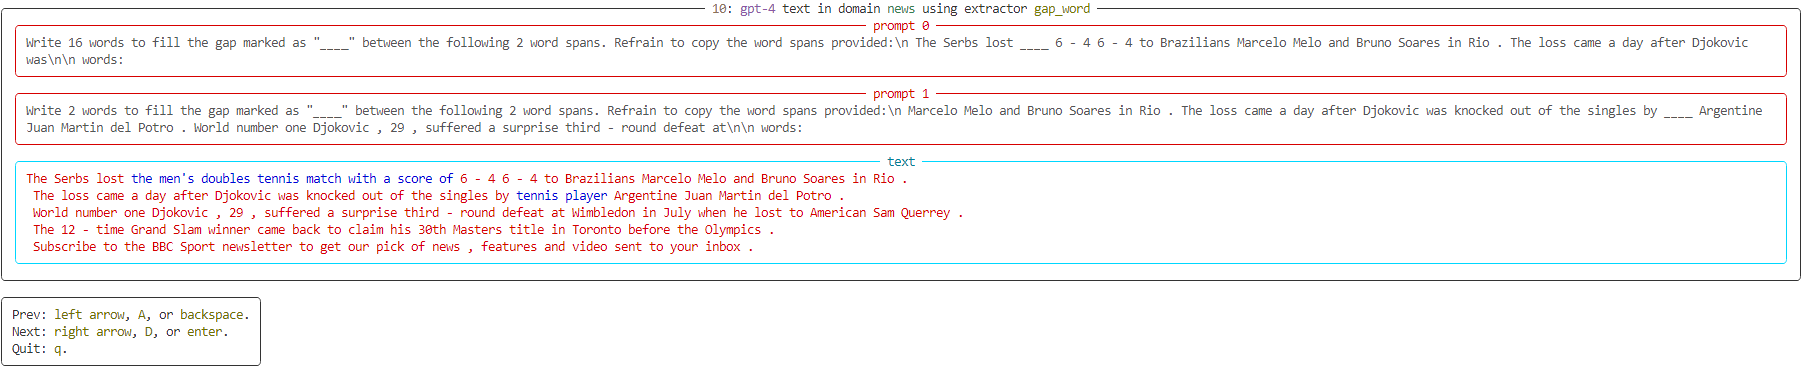 10: gpt-4 text in domain news using extractor gap_word
prompt 0
Write 16 words to fill the gap marked as "____" between the following 2 word spans. Refrain to copy the word spans provided:\n The Serbs lost ____ 6 - 4 6 - 4 to Brazilians Marcelo Melo and Bruno Soares in Rio . The loss came a day after Djokovic
was\n\n words:
prompt 1
Write 2 words to fill the gap marked as "____" between the following 2 word spans. Refrain to copy the word spans provided:\n Marcelo Melo and Bruno Soares in Rio . The loss came a day after Djokovic was knocked out of the singles by ____ Argentine
Juan Martin del Potro . World number one Djokovic , 29 , suffered a surprise third - round defeat at\n\n words:
text
The Serbs lost the men's doubles tennis match with a score of 6 - 4 6 - 4 to Brazilians Marcelo Melo and Bruno Soares in Rio .
The loss came a day after Djokovic was knocked out of the singles by tennis player Argentine Juan Martin del Potro .
World number one Djokovic , 29 , suffered a surprise third - round defeat at Wimbledon in July when he lost to American Sam Querrey .
The 12 - time Grand Slam winner came back to claim his 30th Masters title in Toronto before the Olympics .
Subscribe to the BBC Sport newsletter to get our pick of news , features and video sent to your inbox .
Prev: left arrow, A, or backspace.
Next: right arrow, D, or enter.
Quit: q.